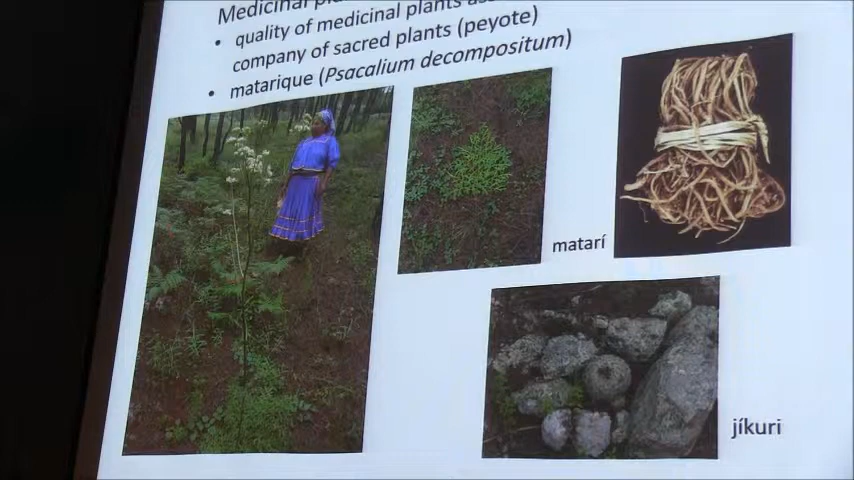 Medicinal
• quality of medicinal plants
company of sacred plants (peyote)
• matarique (Psacalium decompositum)
matarí
jíkuri